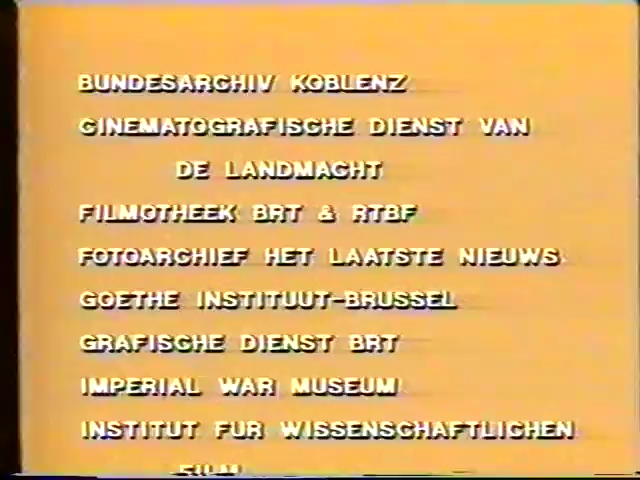 BUNDESARCHIV KOBLENZ
CINEMATOGRAFISCHE DIENST VAN
DE LANDMACHT
FILMOTHEEK BRT & RTBF
FOTOARCHIEF HET LAATSTE NIEUWS
GOETHE INSTITUUT-BRUSSEL
GRAFISCHE DIENST BRT
IMPERIAL WAR MUSEUM
INSTITUT FUR WISSENSCHAFTLICHEN
FILM